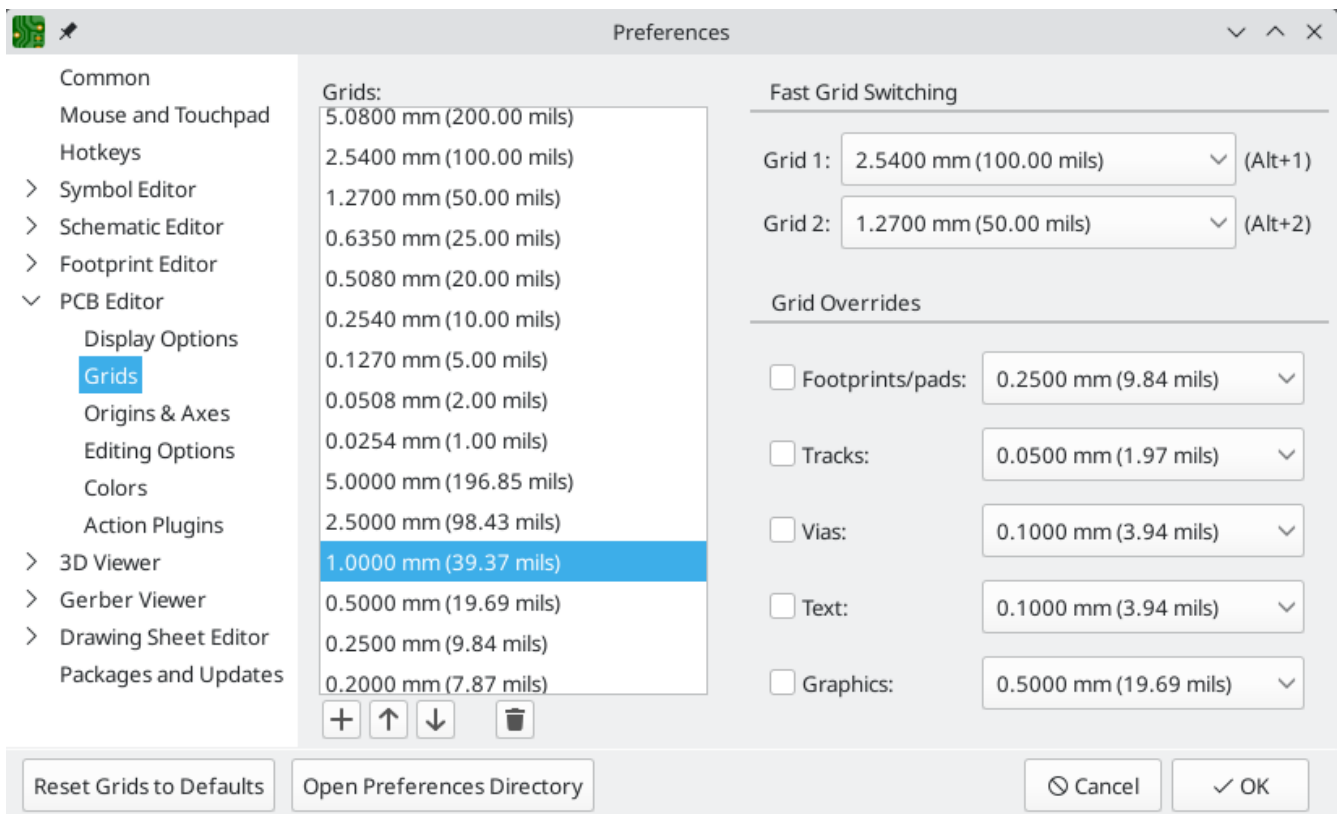 Preferences
Common
Mouse and Touchpad
Hotkeys
Symbol Editor
Schematic Editor
Footprint Editor
PCB Editor
Display Options
Grids
Origins & Axes
Editing Options
Colors
Action Plugins
3D Viewer
Gerber Viewer
Drawing Sheet Editor
Packages and Updates
Grids:
5.0800 mm (200.00 mils)
2.5400 mm (100.00 mils)
1.2700 mm (50.00 mils)
0.6350 mm (25.00 mils)
0.5080 mm (20.00 mils)
0.2540 mm (10.00 mils)
0.1270 mm (5.00 mils)
0.0508 mm (2.00 mils)
0.0254 mm (1.00 mils)
5.0000 mm (196.85 mils)
2.5000 mm (98.43 mils)
1.0000 mm (39.37 mils)
0.5000 mm (19.69 mils)
0.2500 mm (9.84 mils)
0.2000 mm (7.87 mils)
Fast Grid Switching
Grid 1: 2.5400 mm (100.00 mils) (Alt+1)
Grid 2: 1.2700 mm (50.00 mils) (Alt+2)
Grid Overrides
Footprints/pads: 0.2500 mm (9.84 mils)
Tracks: 0.0500 mm (1.97 mils)
Vias: 0.1000 mm (3.94 mils)
Text: 0.1000 mm (3.94 mils)
Graphics: 0.5000 mm (19.69 mils)
Reset Grids to Defaults Open Preferences Directory Cancel OK